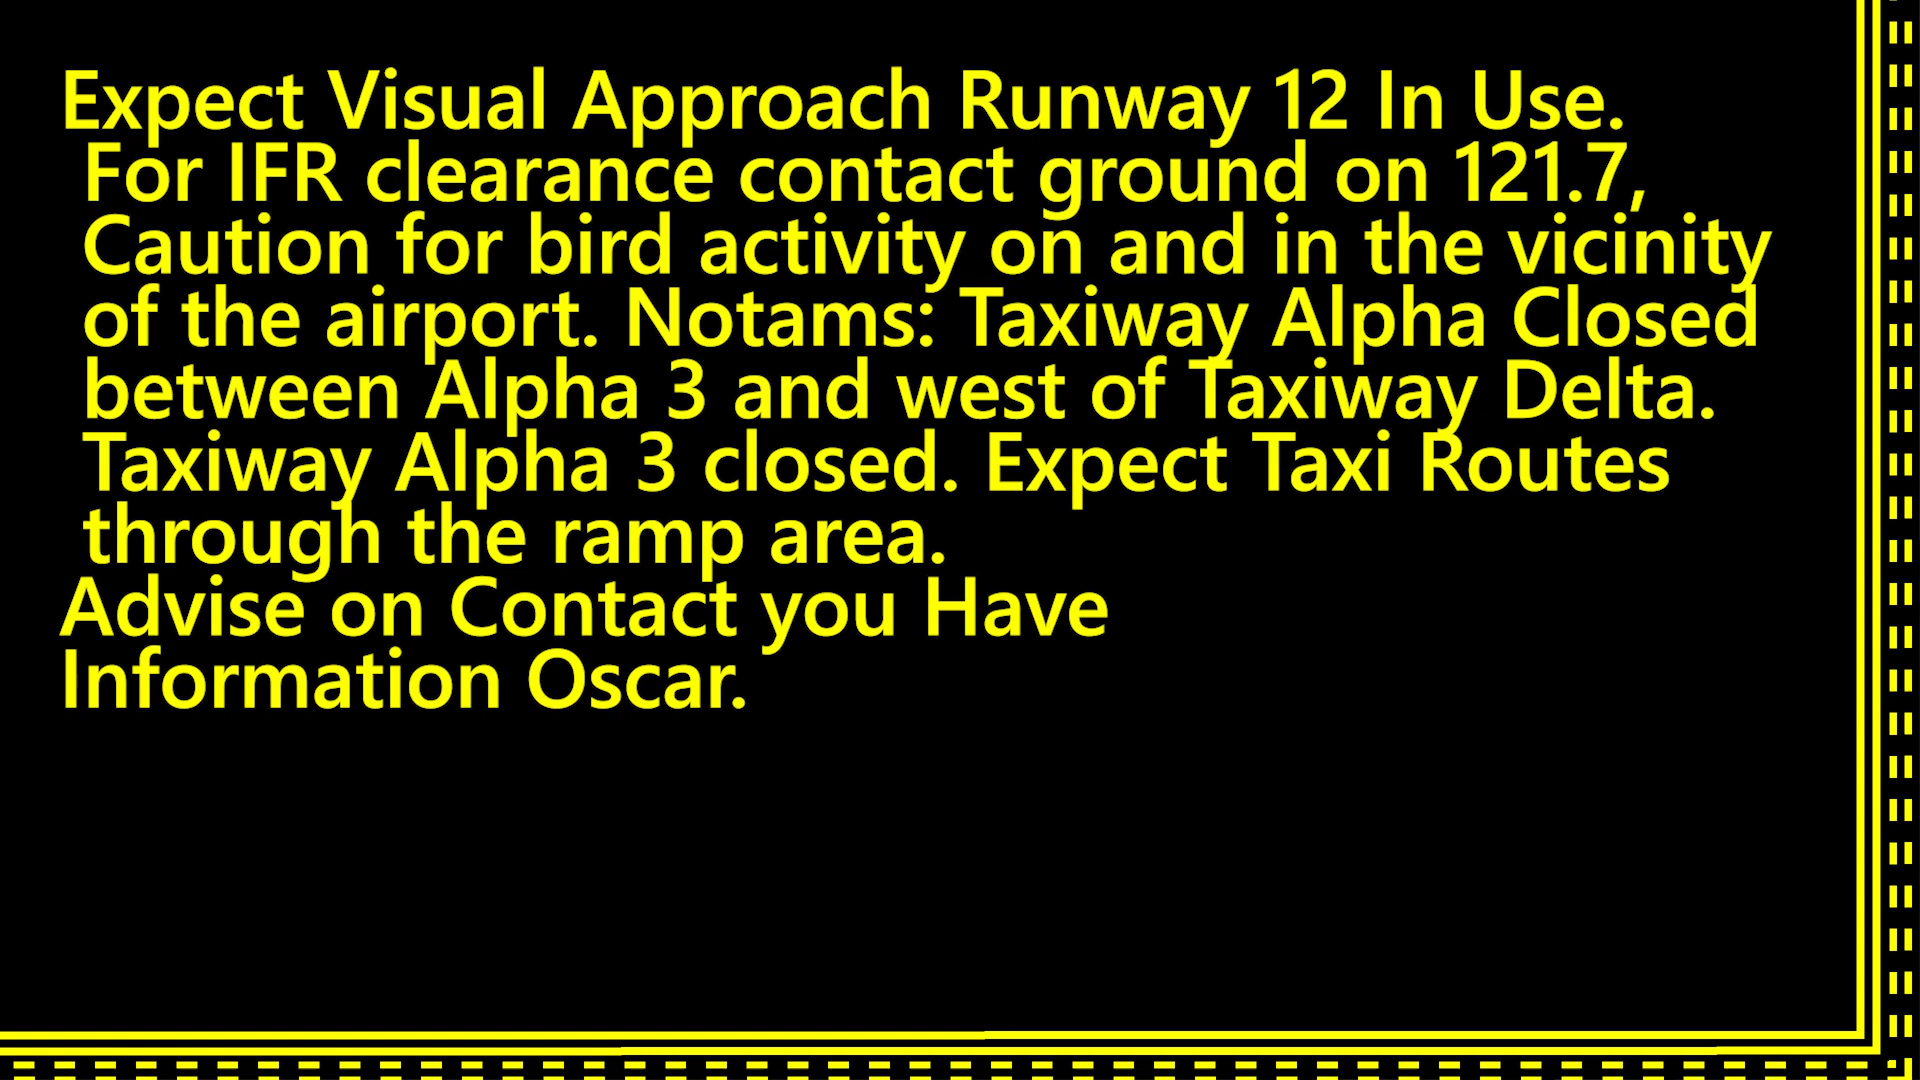 Expect Visual Approach Runway 12 In Use.
For IFR clearance contact ground on 121.7,
Caution for bird activity on and in the vicinity
of the airport. Notams: Taxiway Alpha Closed
between Alpha 3 and west of Taxiway Delta.
Taxiway Alpha 3 closed. Expect Taxi Routes
through the ramp area.
Advise on Contact you Have
Information Oscar.